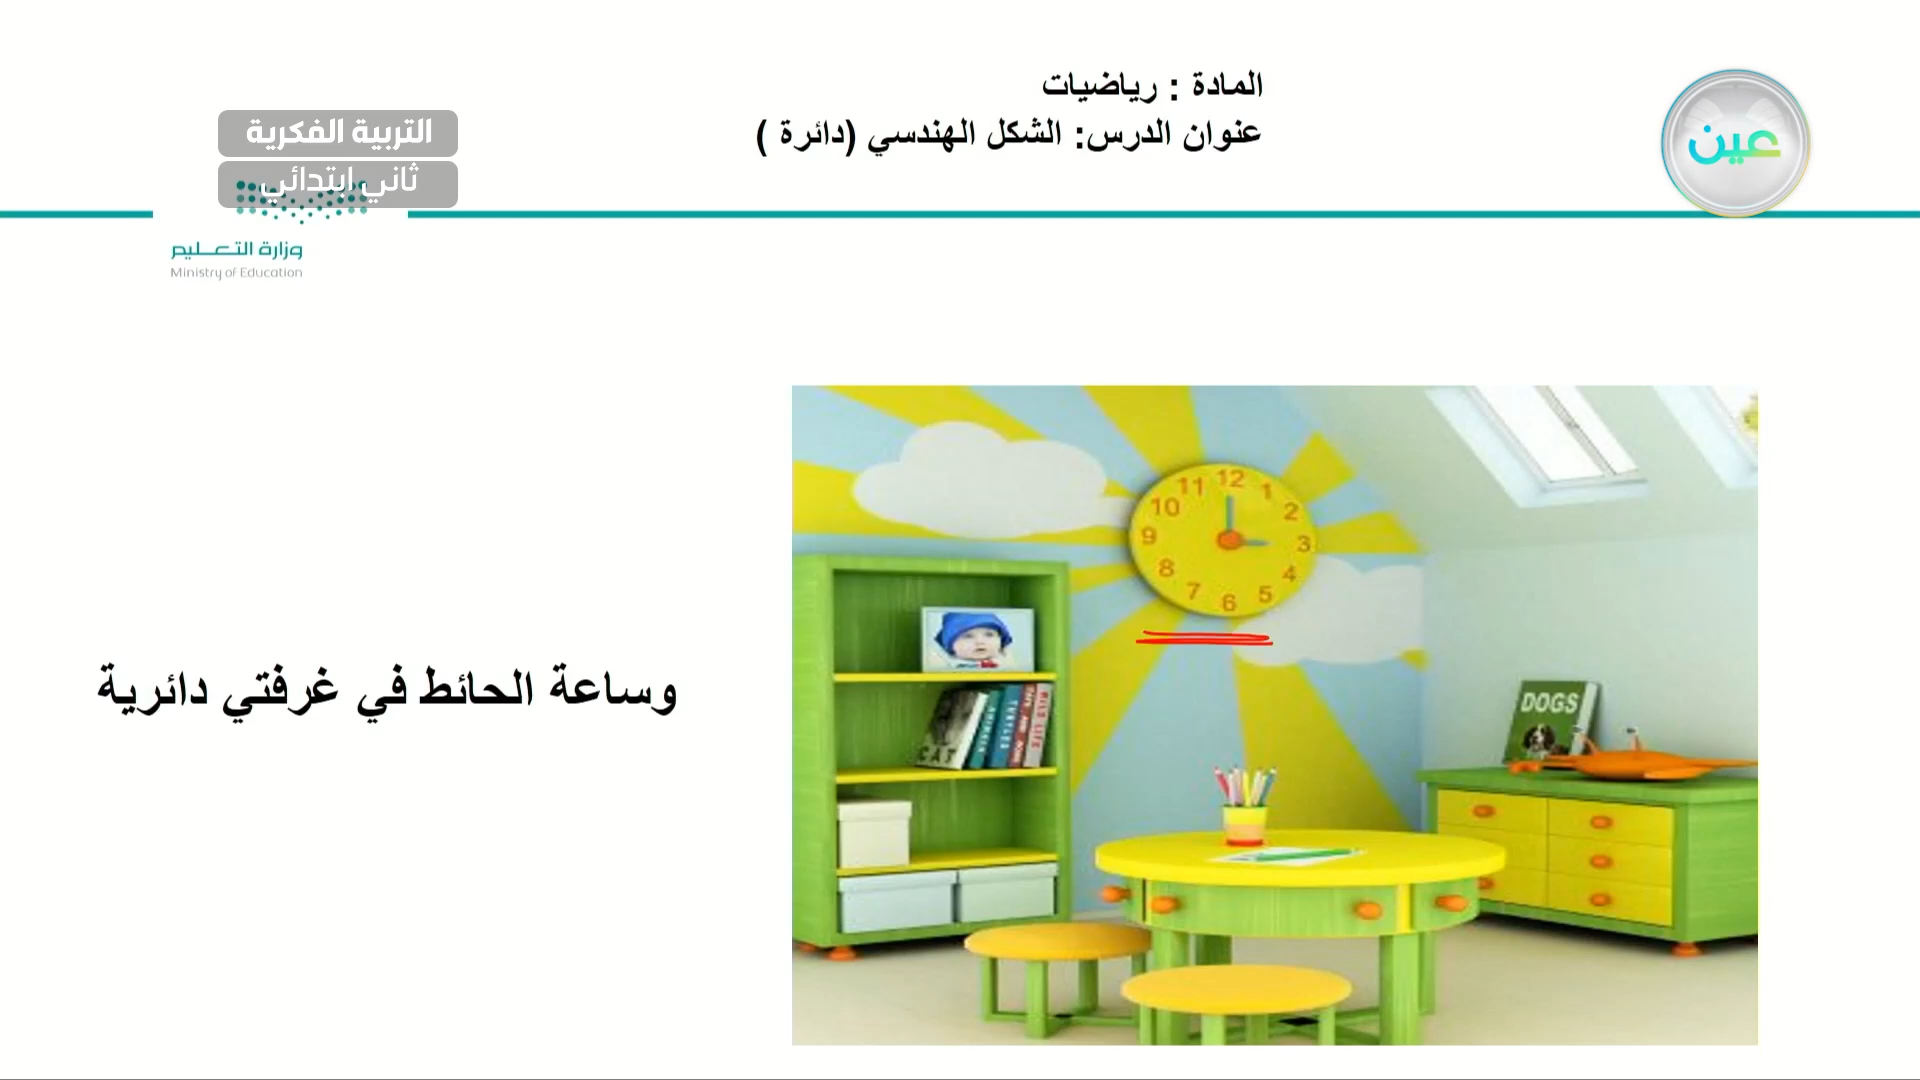 المادة : رياضيات
عنوان الدرس: الشكل الهندسي (دائرة )
عين
التربية الفكرية
ثاني ابتدائي
وزارة التعليم
Ministry of Education
11 12 1
10 2
9 3
8 4
7 6 5
DOGS
CAT
وساعة الحائط في غرفتي دائرية